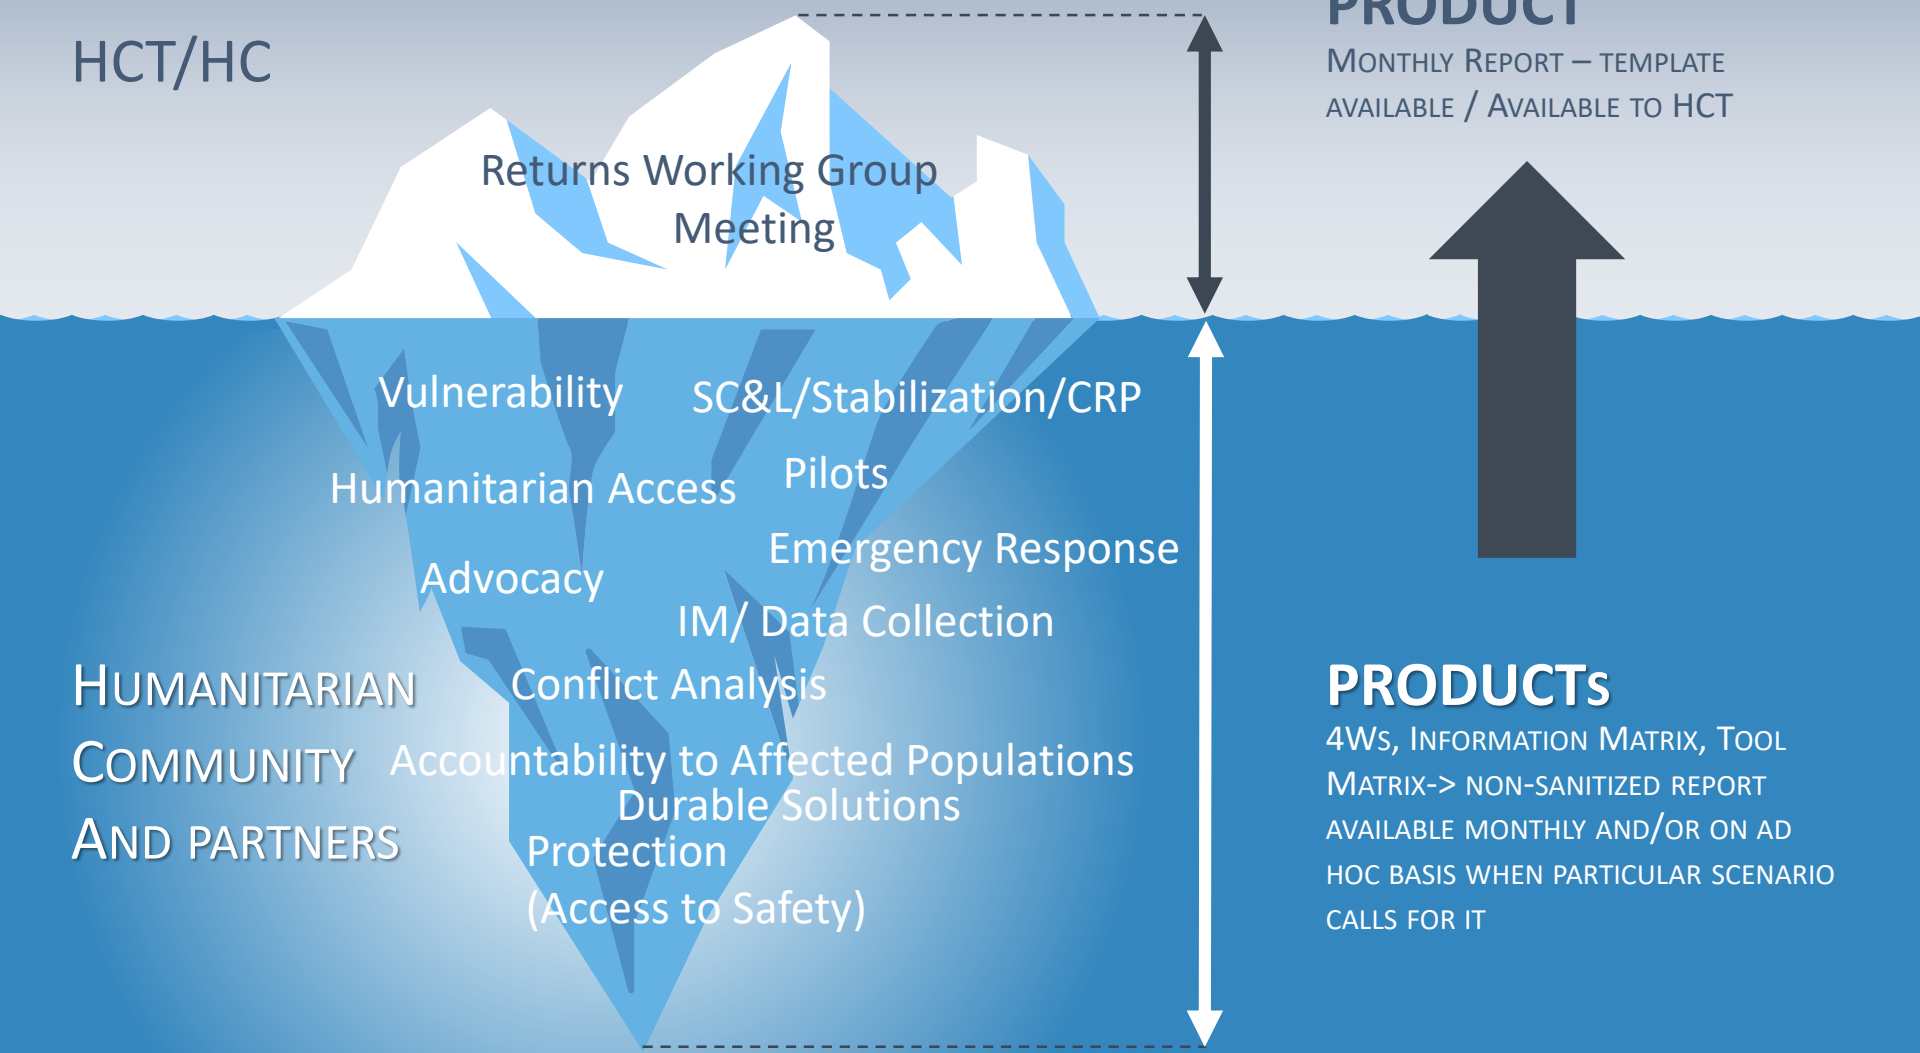 HCT/HC
PRODUCT
Monthly Report – template
available / Available to HCT
Returns Working Group
Meeting
Vulnerability
SC&L/Stabilization/CRP
Humanitarian Access
Pilots
Advocacy
Emergency Response
IM/ Data Collection
Conflict Analysis
Accountability to Affected Populations
Durable Solutions
Protection
(Access to Safety)
Humanitarian
Community
And partners
PRODUCTs
4Ws, Information Matrix, Tool
Matrix-> non-sanitized report
available monthly and/or on ad
hoc basis when particular scenario
calls for it